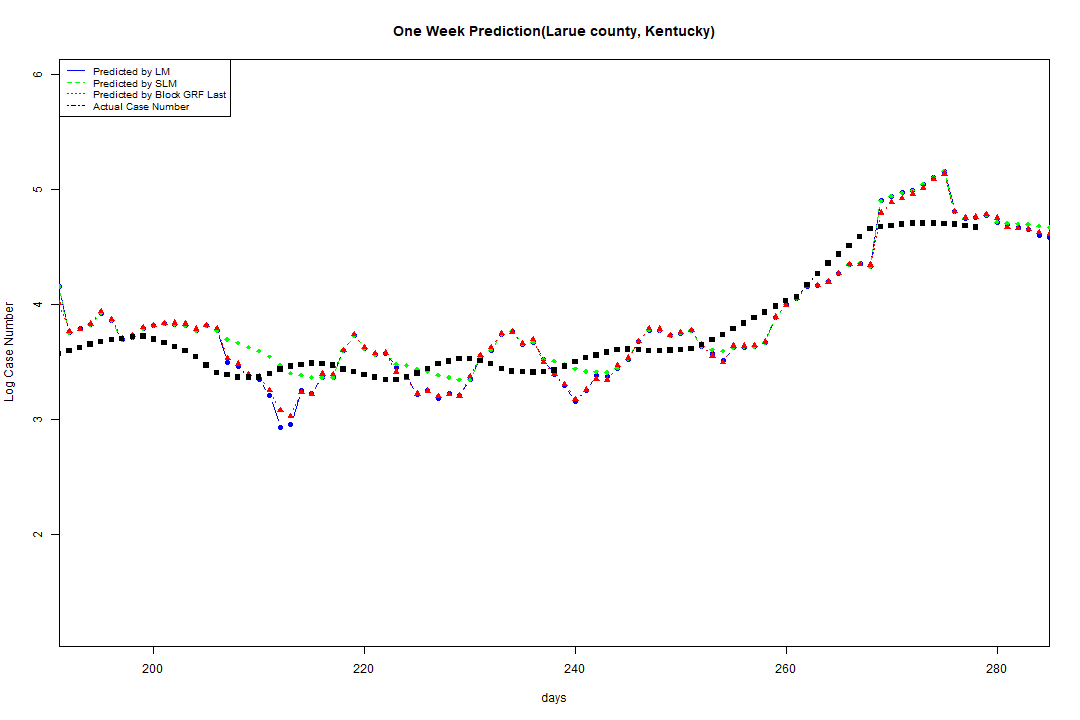 One Week Prediction(Larue county, Kentucky)
Predicted by LM
Predicted by SLM
Predicted by Block GRF Last
Actual Case Number
6
5
4
3
2
Log Case Number
200 220 240 260 280
days